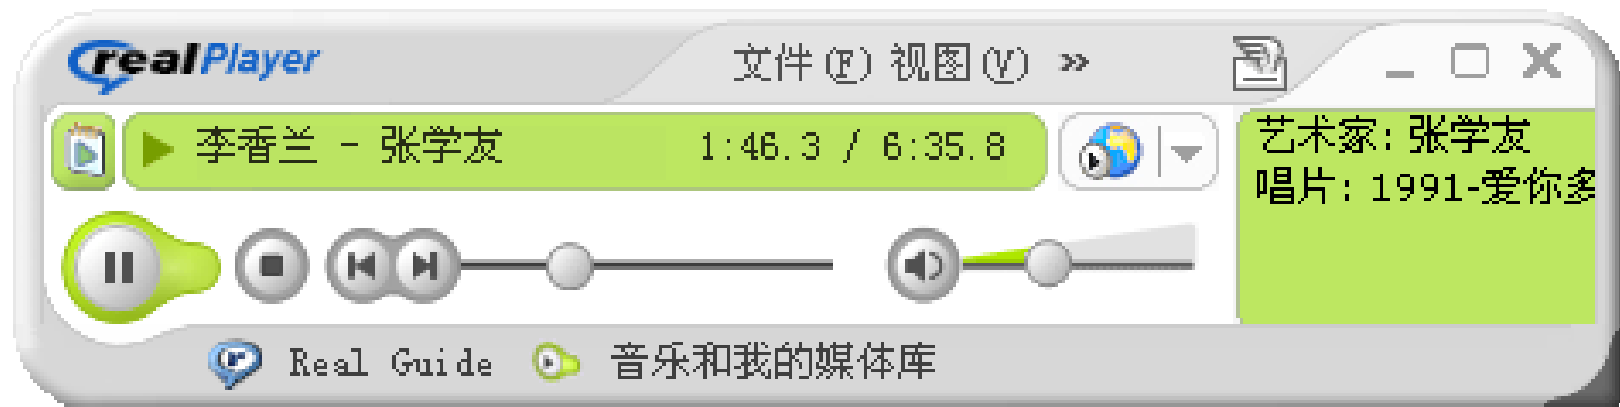 realPlayer
文件(F) 视图(V) »
李香兰 - 张学友 1:46.3 / 6:35.8
艺术家: 张学友
唱片: 1991-爱你多
Real Guide 音乐和我的媒体库